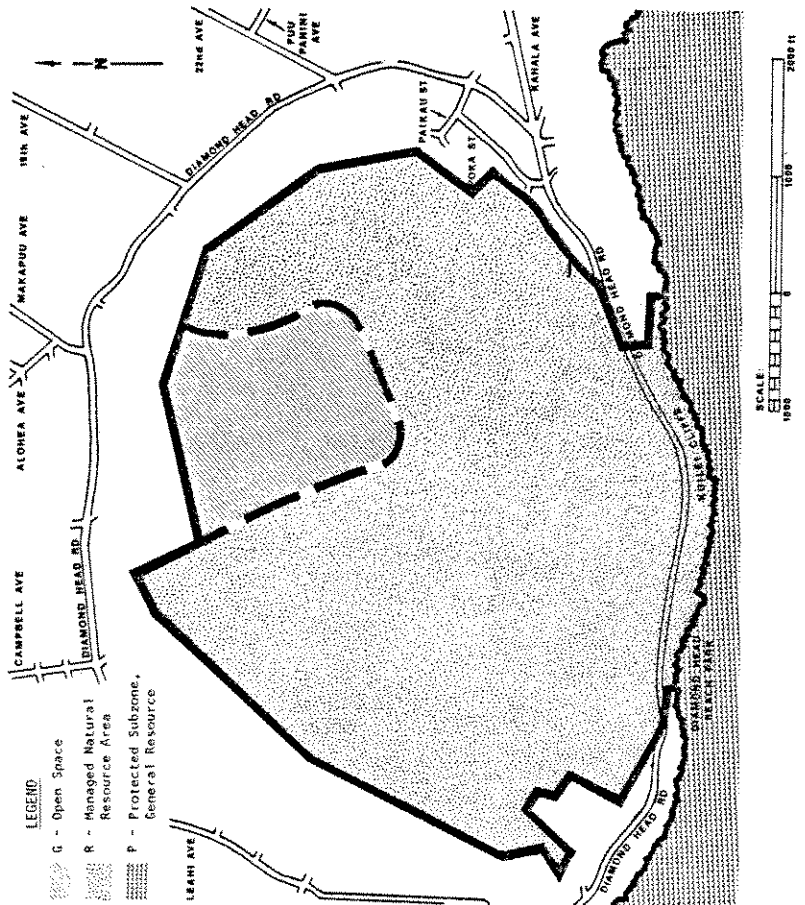 LEGEND
G - Open Space
R - Managed Natural
Resource Area
P - Protected Subzone,
General Resource
N
CAMPBELL AVE
DIAMOND HEAD RD
ALOHEA AVE
MAKAPUU AVE
18th AVE
DIAMOND HEAD RD
22nd AVE
PUU
PANINI
AVE
PAIKAU ST
KAHALA AVE
DIAMOND HEAD RD
KUILEI CLIFFS
DIAMOND HEAD
BEACH PARK
DIAMOND HEAD RD
LEAHI AVE
SCALE:
1000
0
1000
2000 ft